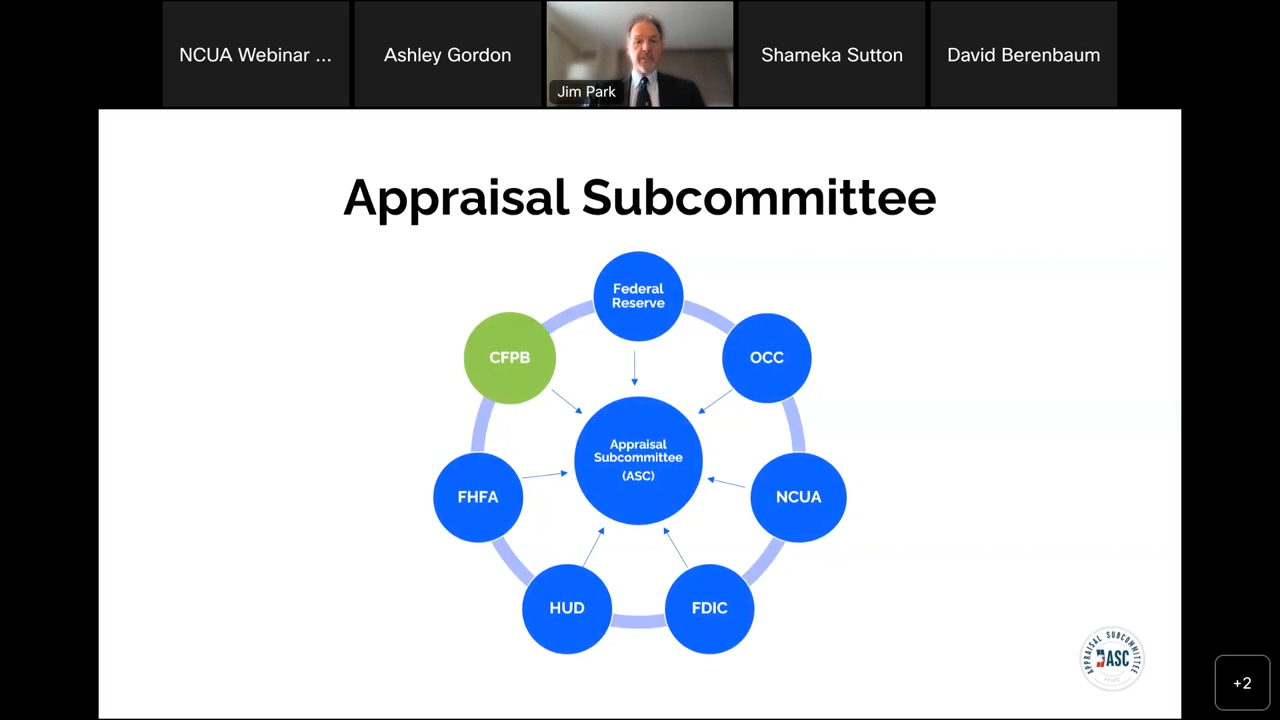 NCUA Webinar ...
Ashley Gordon
Jim Park
Shameka Sutton
David Berenbaum
Appraisal Subcommittee
Federal
Reserve
CFPB
OCC
Appraisal
Subcommittee
(ASC)
FHFA
NCUA
HUD
FDIC
APPRAISAL SUBCOMMITTEE
ASC
+2